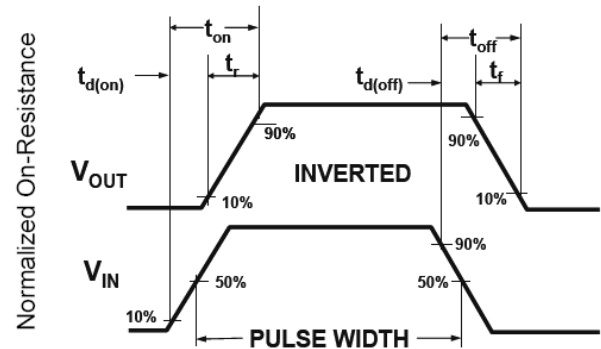 Normalized On-Resistance
t_on
t_off
t_d(on)
t_r
t_d(off)
t_f
90%
90%
V_OUT
INVERTED
10%
10%
90%
V_IN
50%
50%
10%
PULSE WIDTH